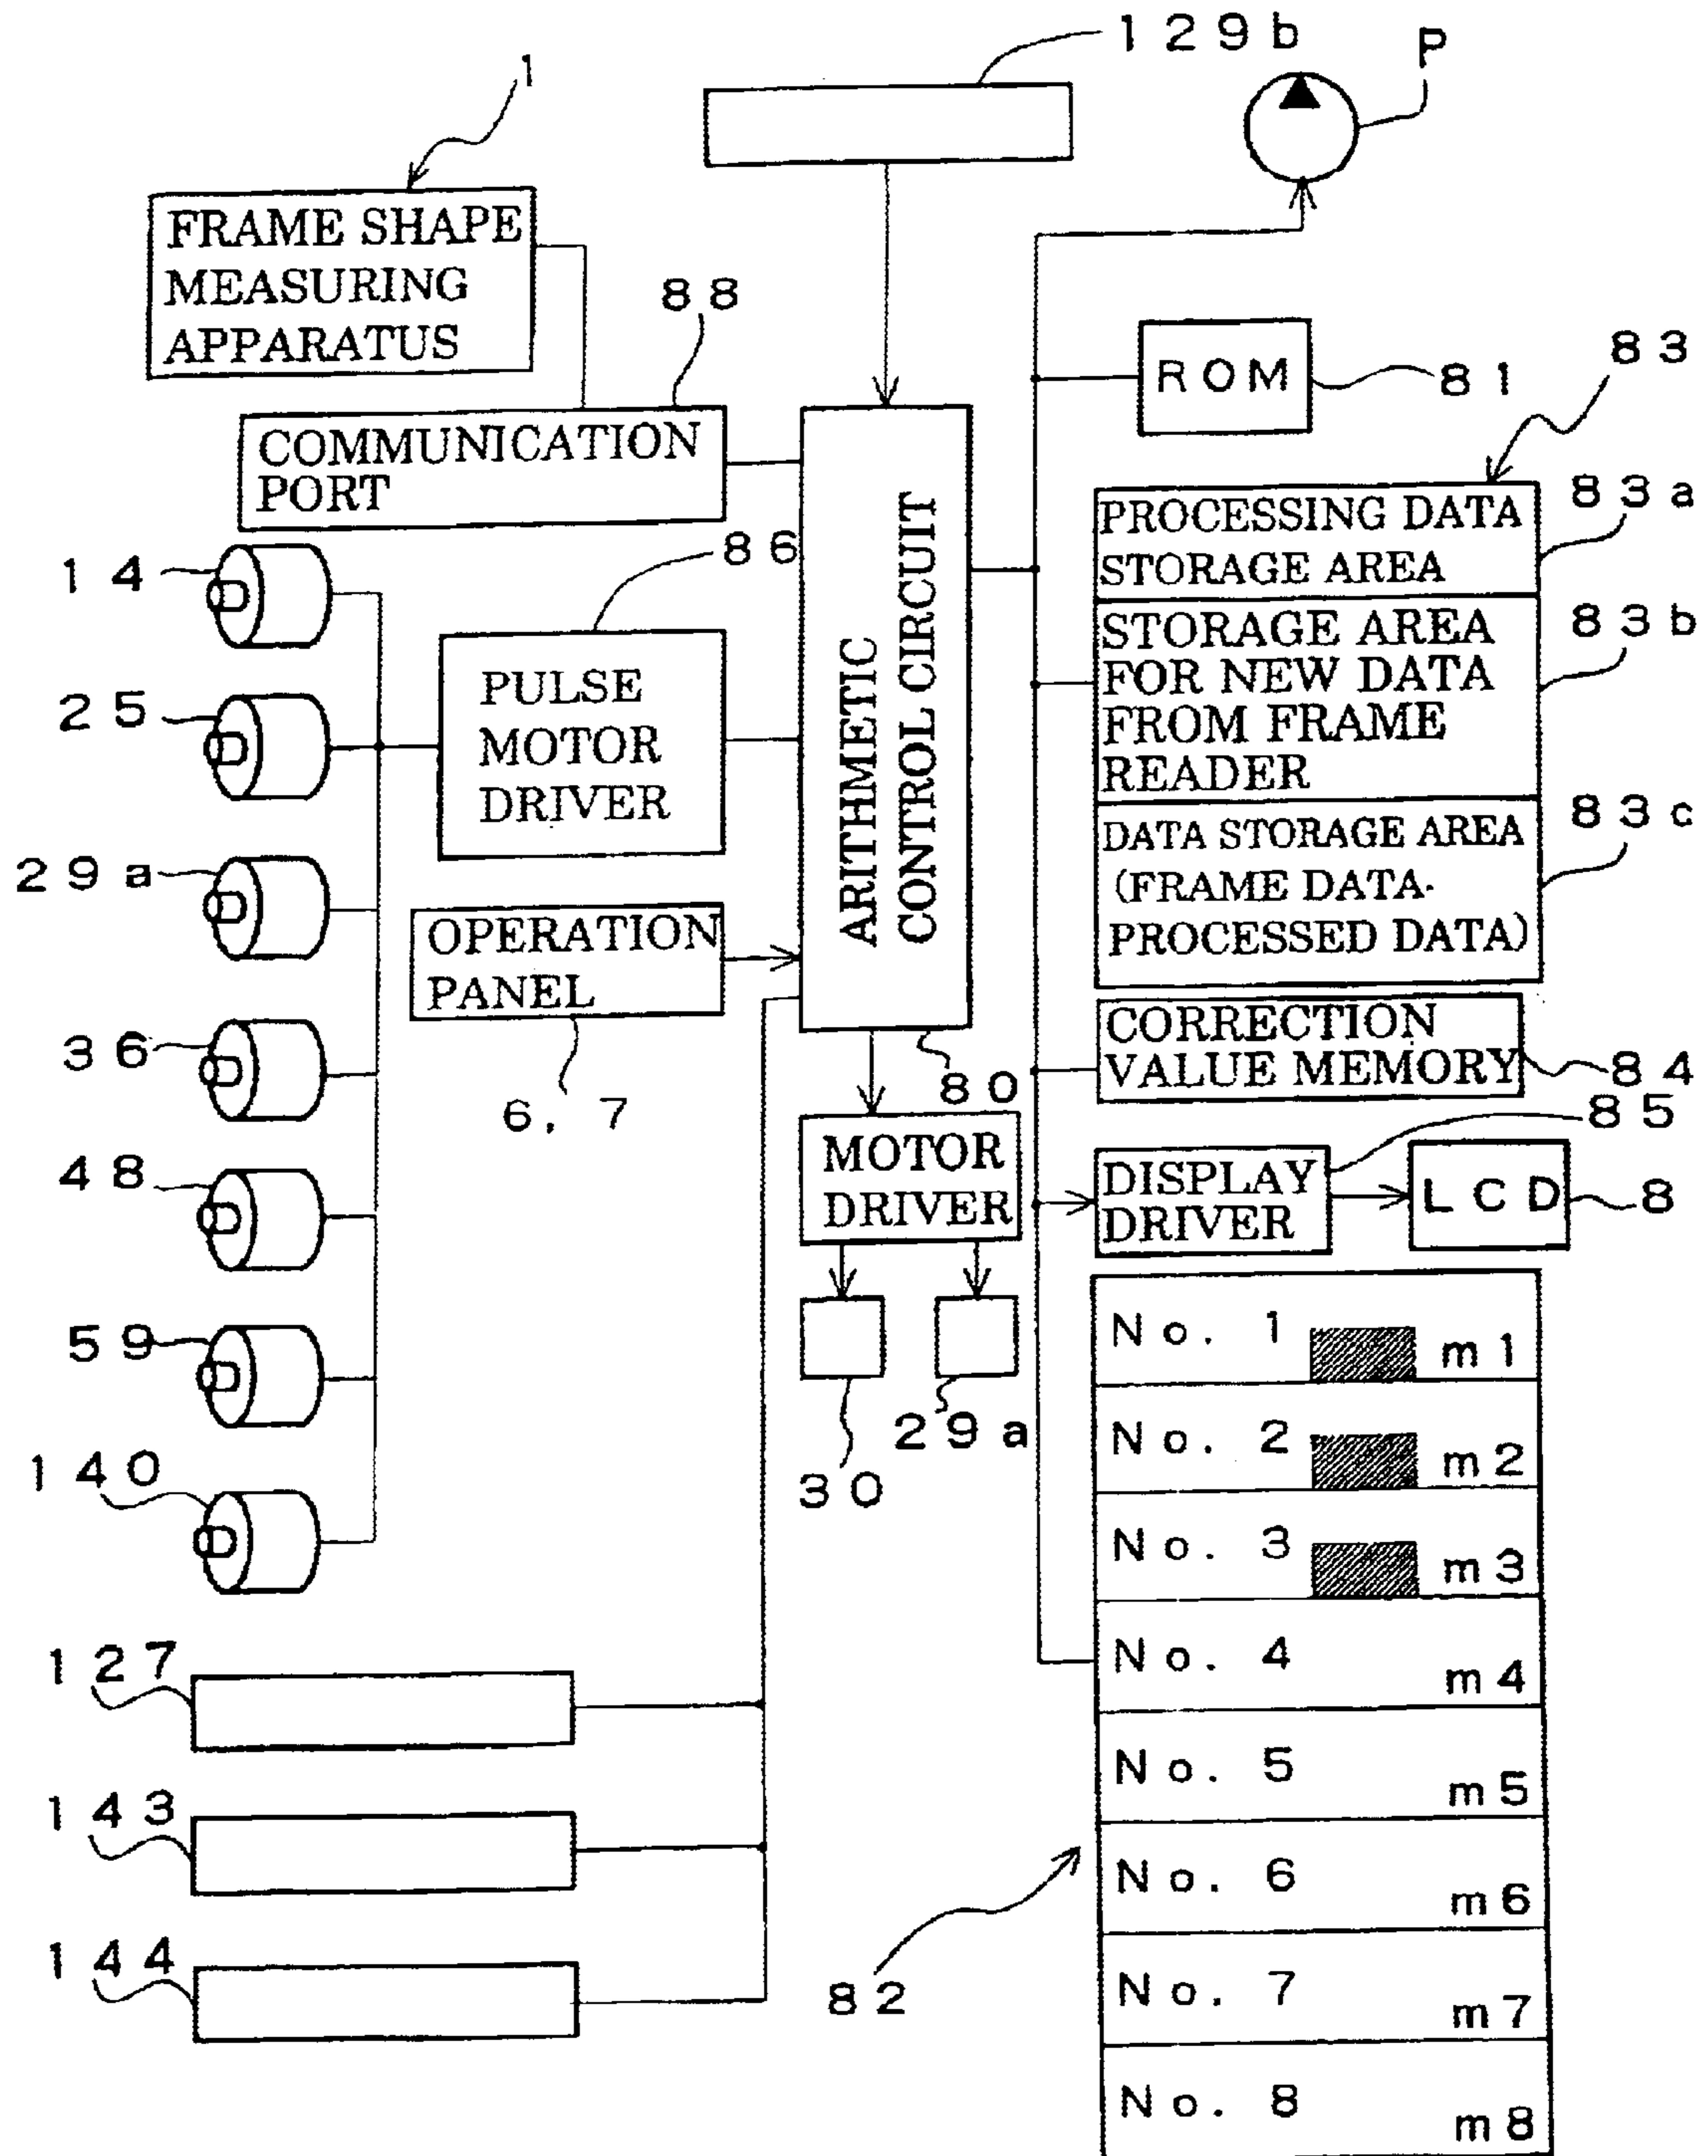 129b
P
1
FRAME SHAPE
MEASURING
APPARATUS
88
COMMUNICATION
PORT
ROM
81
83
PROCESSING DATA
STORAGE AREA
83a
STORAGE AREA
FOR NEW DATA
FROM FRAME
READER
83b
DATA STORAGE AREA
(FRAME DATA·
PROCESSED DATA)
83c
14
25
29a
36
48
59
140
86
PULSE
MOTOR
DRIVER
ARITHMETIC
CONTROL CIRCUIT
OPERATION
PANEL
6, 7
80
CORRECTION
VALUE MEMORY
84
85
MOTOR
DRIVER
DISPLAY
DRIVER
LCD
8
30
29a
No. 1 m1
No. 2 m2
No. 3 m3
No. 4 m4
No. 5 m5
No. 6 m6
No. 7 m7
No. 8 m8
127
143
144
82